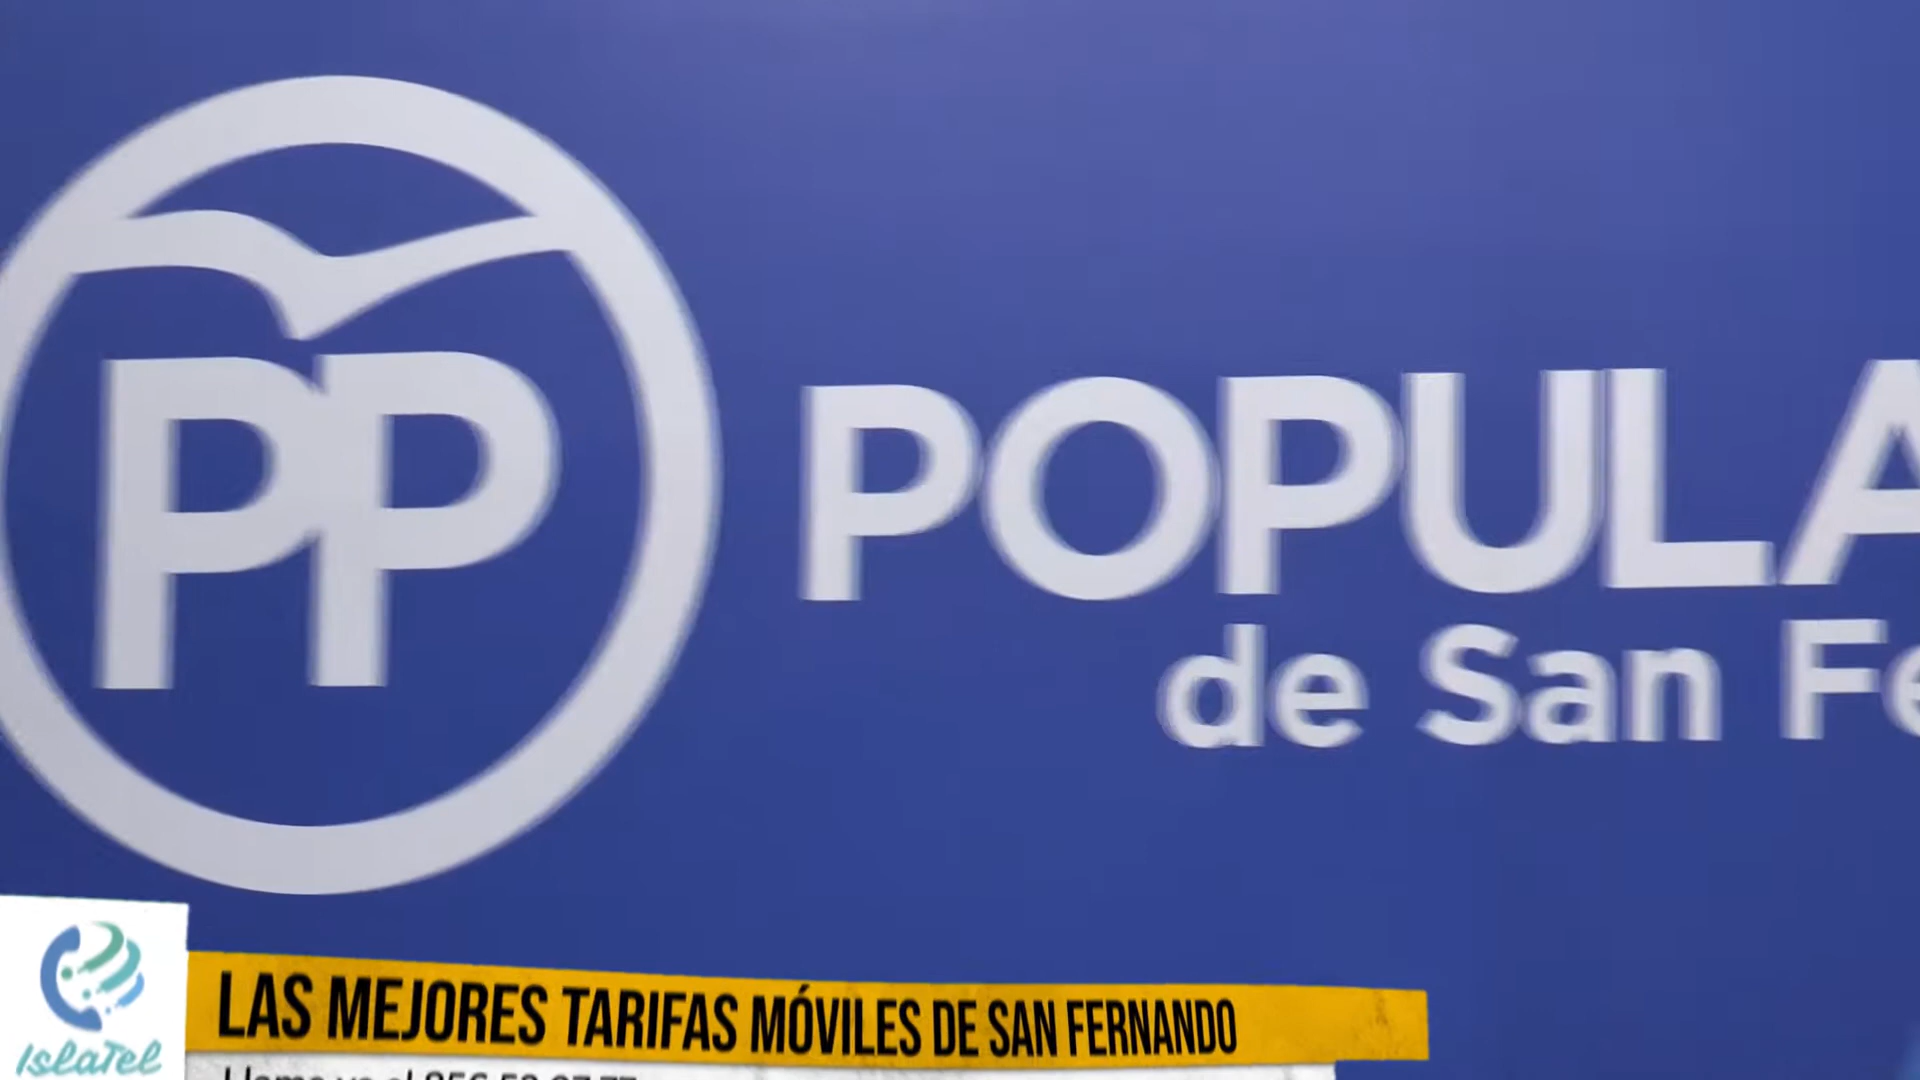 PP
POPULA
de San Fe
LAS MEJORES TARIFAS MÓVILES DE SAN FERNANDO
IslaTel